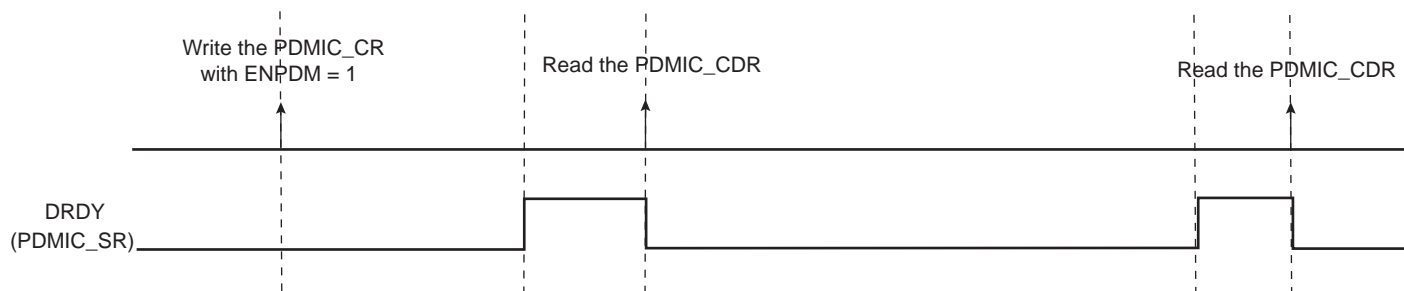 Write the PDMIC_CR
with ENPDM = 1
Read the PDMIC_CDR
Read the PDMIC_CDR
DRDY
(PDMIC_SR)